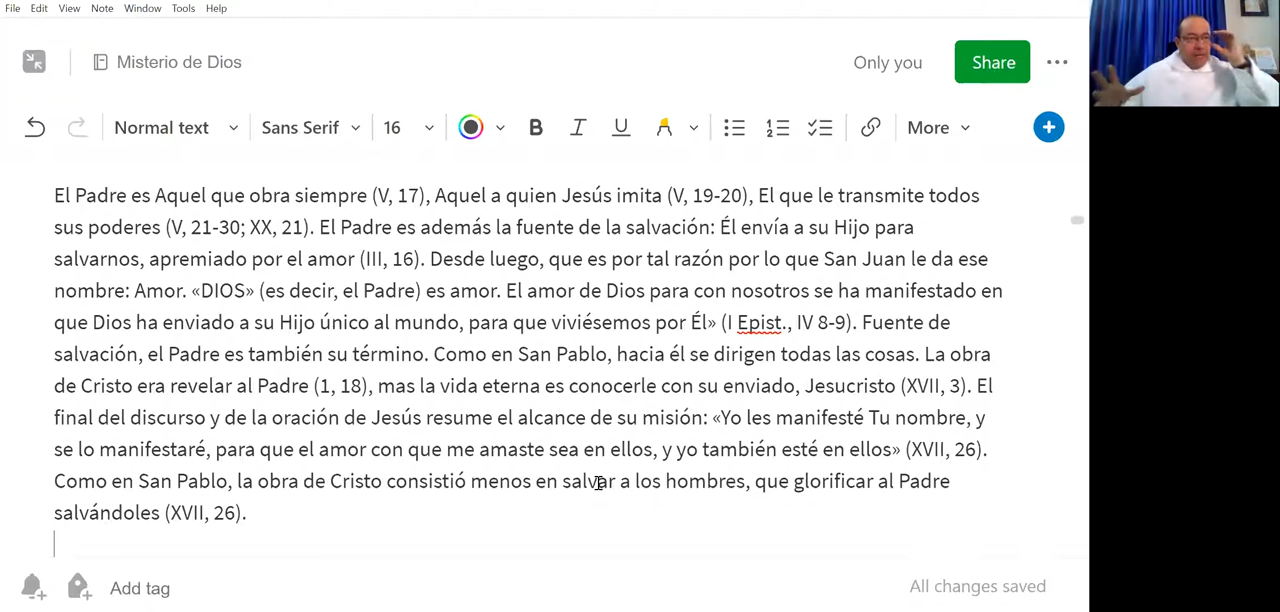 File Edit View Note Window Tools Help
Misterio de Dios Only you Share
Normal text Sans Serif 16 B I U More
El Padre es Aquel que obra siempre (V, 17), Aquel a quien Jesús imita (V, 19-20), El que le transmite todos
sus poderes (V, 21-30; XX, 21). El Padre es además la fuente de la salvación: Él envía a su Hijo para
salvarnos, apremiado por el amor (III, 16). Desde luego, que es por tal razón por lo que San Juan le da ese
nombre: Amor. «DIOS» (es decir, el Padre) es amor. El amor de Dios para con nosotros se ha manifestado en
que Dios ha enviado a su Hijo único al mundo, para que viviésemos por Él» (I Epist., IV 8-9). Fuente de
salvación, el Padre es también su término. Como en San Pablo, hacia él se dirigen todas las cosas. La obra
de Cristo era revelar al Padre (1, 18), mas la vida eterna es conocerle con su enviado, Jesucristo (XVII, 3). El
final del discurso y de la oración de Jesús resume el alcance de su misión: «Yo les manifesté Tu nombre, y
se lo manifestaré, para que el amor con que me amaste sea en ellos, y yo también esté en ellos» (XVII, 26).
Como en San Pablo, la obra de Cristo consistió menos en salvar a los hombres, que glorificar al Padre
salvándoles (XVII, 26).
Add tag All changes saved